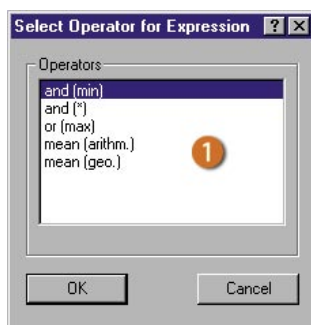 Select Operator for Expression
Operators
and (min)
and (*)
or (max)
mean (arithm.)
mean (geo.)
1
OK
Cancel